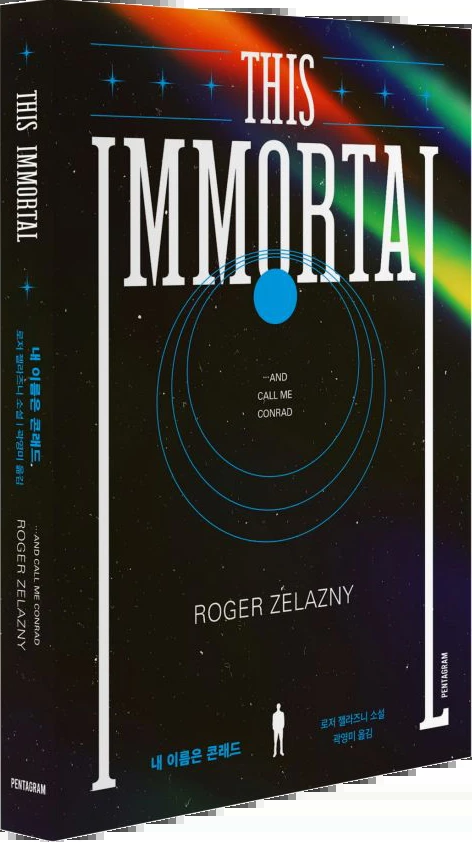 THIS IMMORTAL
내 이름은 콘래드
로저 젤라즈니 소설 | 곽영미 옮김
…AND CALL ME CONRAD
ROGER ZELAZNY
PENTAGRAM
THIS
IMMORTAL
…AND
CALL ME
CONRAD
ROGER ZELAZNY
PENTAGRAM
내 이름은 콘래드
로저 젤라즈니 소설
곽영미 옮김